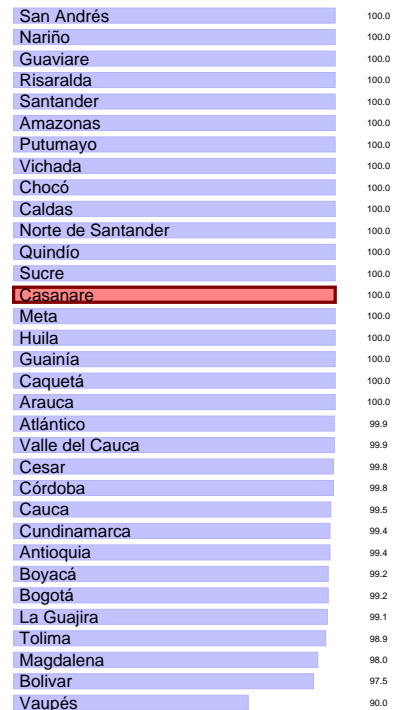 San Andrés 100.0
Nariño 100.0
Guaviare 100.0
Risaralda 100.0
Santander 100.0
Amazonas 100.0
Putumayo 100.0
Vichada 100.0
Chocó 100.0
Caldas 100.0
Norte de Santander 100.0
Quindío 100.0
Sucre 100.0
Casanare 100.0
Meta 100.0
Huila 100.0
Guainía 100.0
Caquetá 100.0
Arauca 100.0
Atlántico 99.9
Valle del Cauca 99.9
Cesar 99.8
Córdoba 99.8
Cauca 99.5
Cundinamarca 99.4
Antioquia 99.4
Boyacá 99.2
Bogotá 99.2
La Guajira 99.1
Tolima 98.9
Magdalena 98.0
Bolivar 97.5
Vaupés 90.0